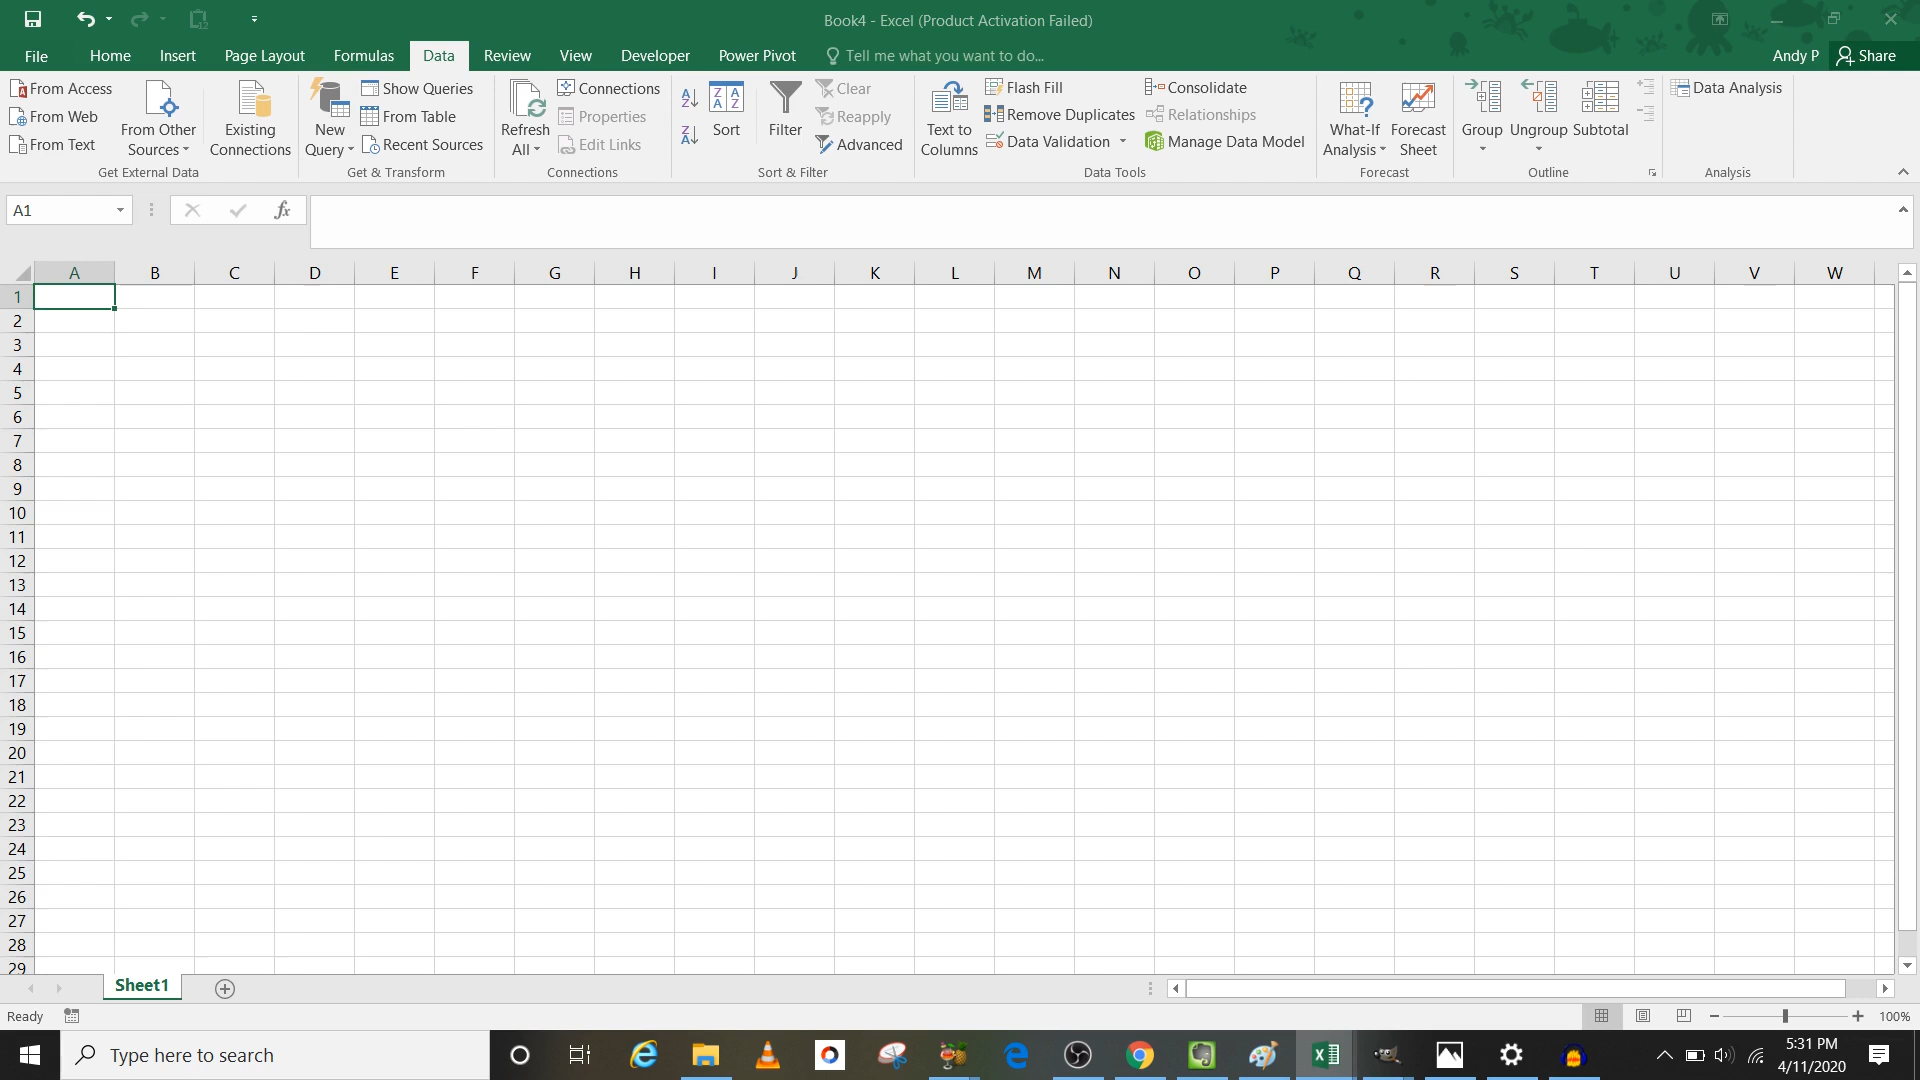 Book4 - Excel (Product Activation Failed)
File Home Insert Page Layout Formulas Data Review View Developer Power Pivot Tell me what you want to do... Andy P Share
From Access
From Web
From Text
From Other
Sources
Existing
Connections
Get External Data
New
Query
Show Queries
From Table
Recent Sources
Get & Transform
Refresh
All
Connections
Properties
Edit Links
Connections
Sort
Filter
Clear
Reapply
Advanced
Sort & Filter
Text to
Columns
Flash Fill
Remove Duplicates
Data Validation
Consolidate
Relationships
Manage Data Model
Data Tools
What-If
Analysis
Forecast
Sheet
Forecast
Group
Ungroup
Subtotal
Outline
Data Analysis
Analysis
A1
fx
A B C D E F G H I J K L M N O P Q R S T U V W
1
2
3
4
5
6
7
8
9
10
11
12
13
14
15
16
17
18
19
20
21
22
23
24
25
26
27
28
29
Sheet1
Ready
100%
Type here to search
5:31 PM
4/11/2020